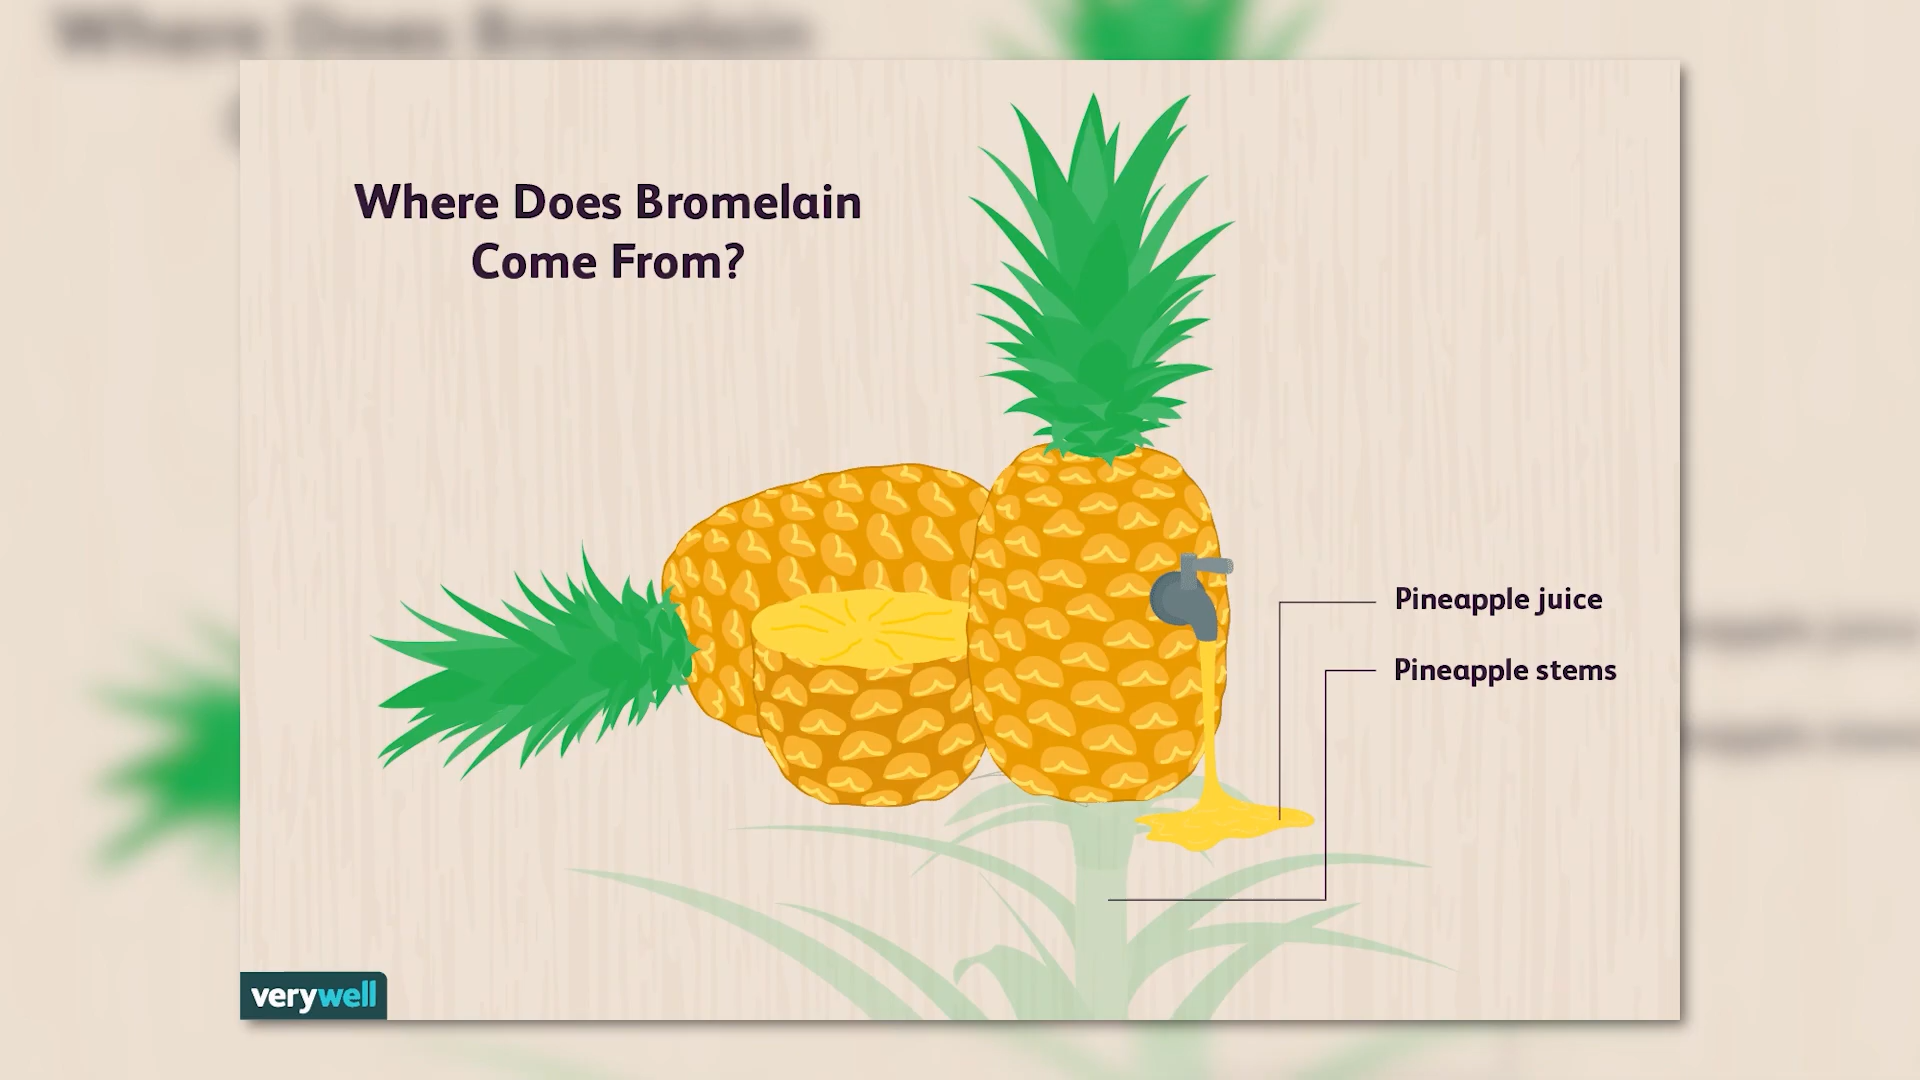 Where Does Bromelain
Come From?
Pineapple juice
Pineapple stems
verywell